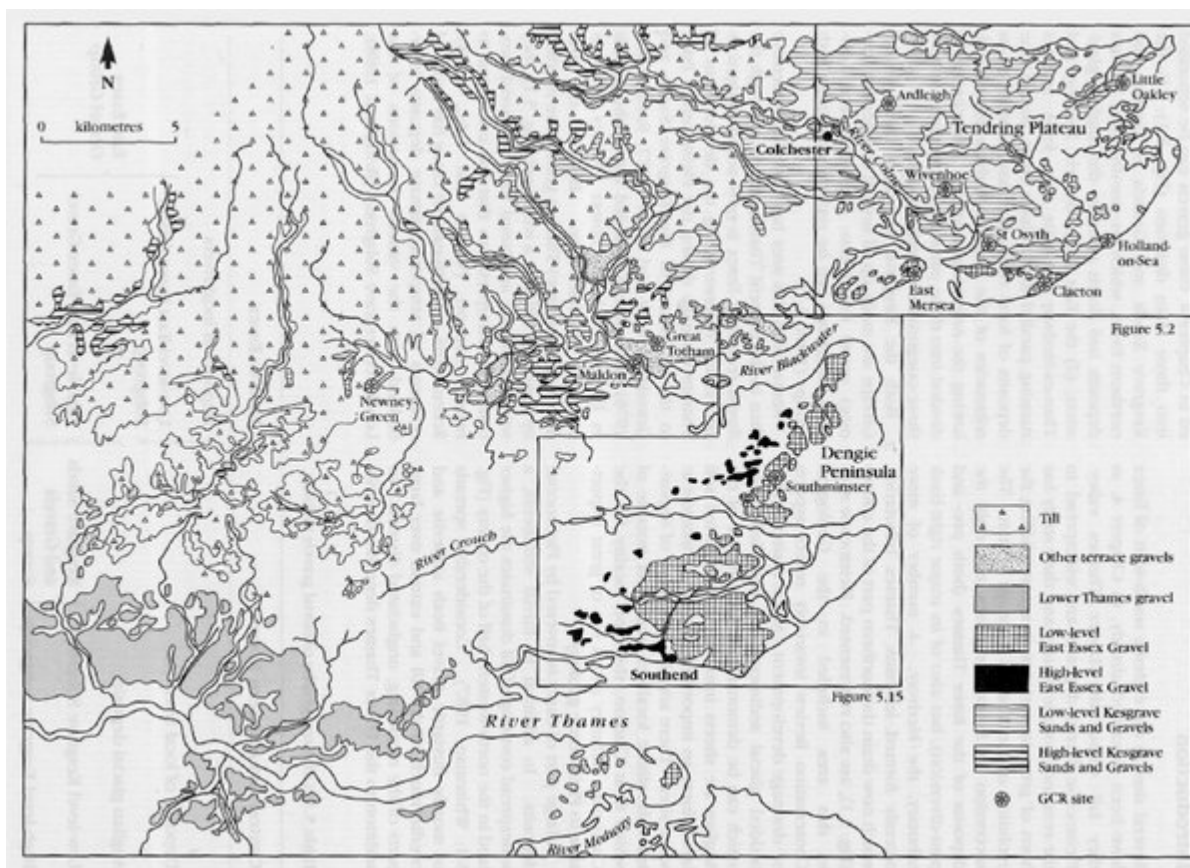 N
0 kilometres 5
Ardleigh
Little
Oakley
Tendring Plateau
Colchester
River Colne
Wivenhoe
St Osyth
Holland-
on-Sea
East
Mersea
Clacton
Figure 5.2
Great
Totham
Maldon
River Blackwater
Newney
Green
Dengie
Peninsula
Southminster
River Crouch
Southend
Figure 5.15
River Thames
River Medway
Till
Other terrace gravels
Lower Thames gravel
Low-level
East Essex Gravel
High-level
East Essex Gravel
Low-level Kesgrave
Sands and Gravels
High-level Kesgrave
Sands and Gravels
GCR site